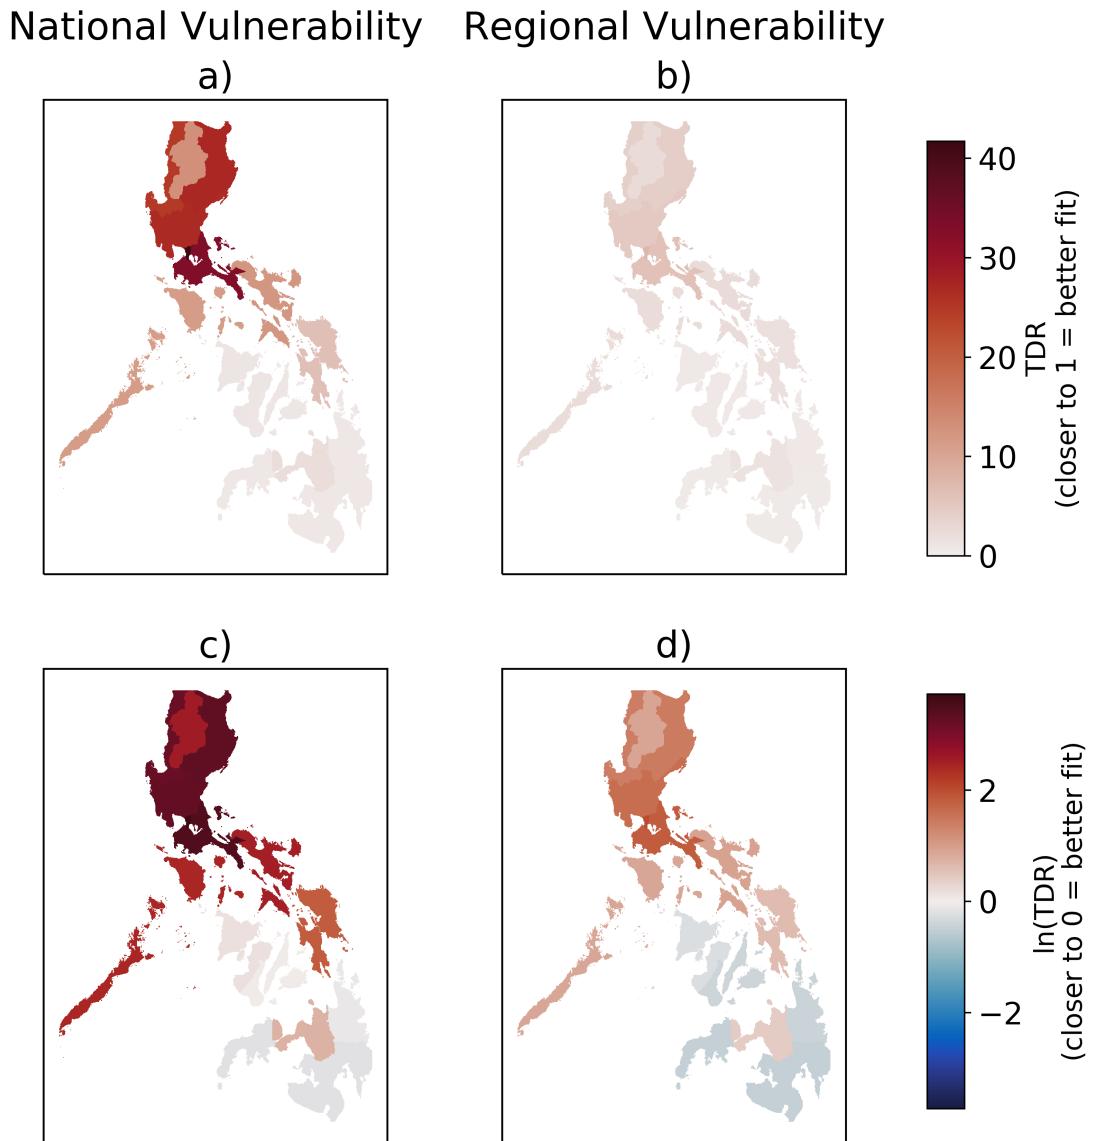 National Vulnerability
Regional Vulnerability
a)
b)
40
30
20
10
0
TDR
(closer to 1 = better fit)
c)
d)
2
0
−2
ln(TDR)
(closer to 0 = better fit)